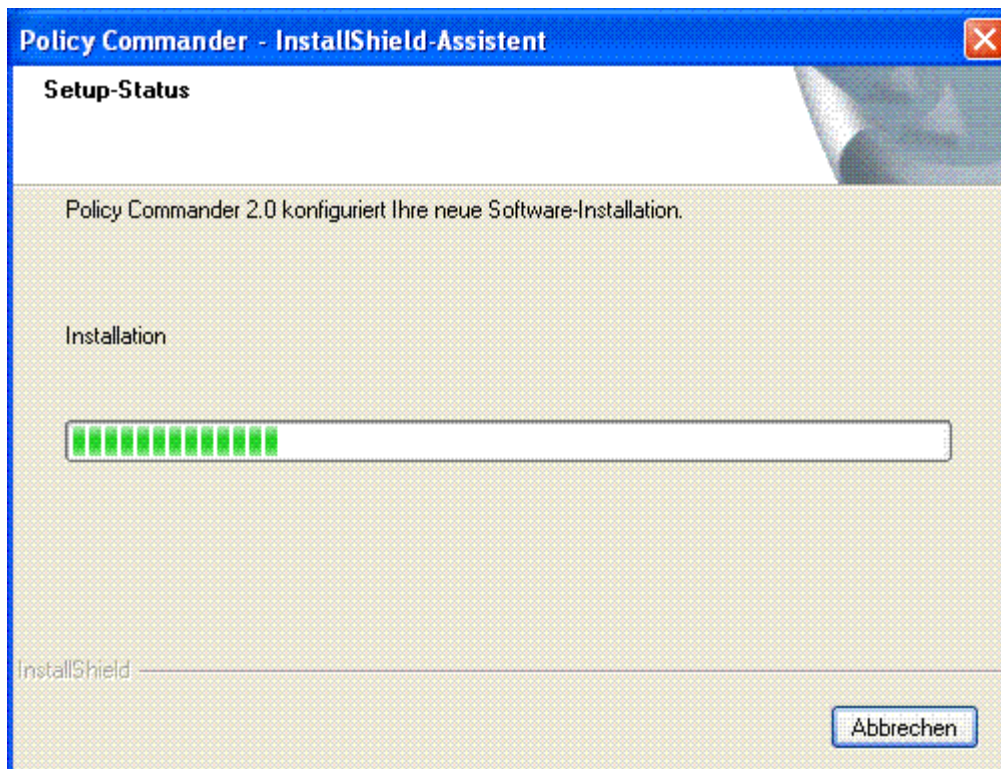 Policy Commander - InstallShield-Assistent
Setup-Status
Policy Commander 2.0 konfiguriert Ihre neue Software-Installation.
Installation
InstallShield
Abbrechen